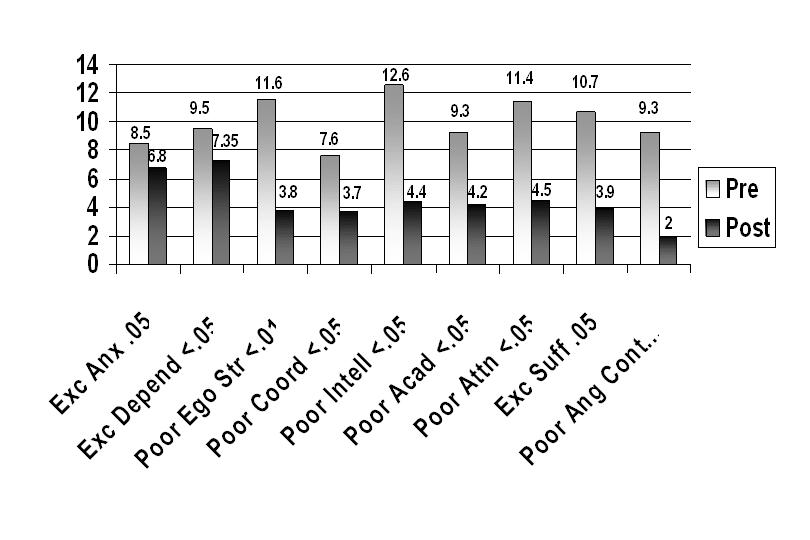 14
12
10
8
6
4
2
0
8.5
6.8
9.5
7.35
11.6
3.8
7.6
3.7
12.6
4.4
9.3
4.2
11.4
4.5
10.7
3.9
9.3
2
Pre
Post
Exc Anx .05
Exc Depend <.05
Poor Ego Str <.01
Poor Coord <.05
Poor Intell <.05
Poor Acad <.05
Poor Attn <.05
Exc Suff .05
Poor Ang Cont...